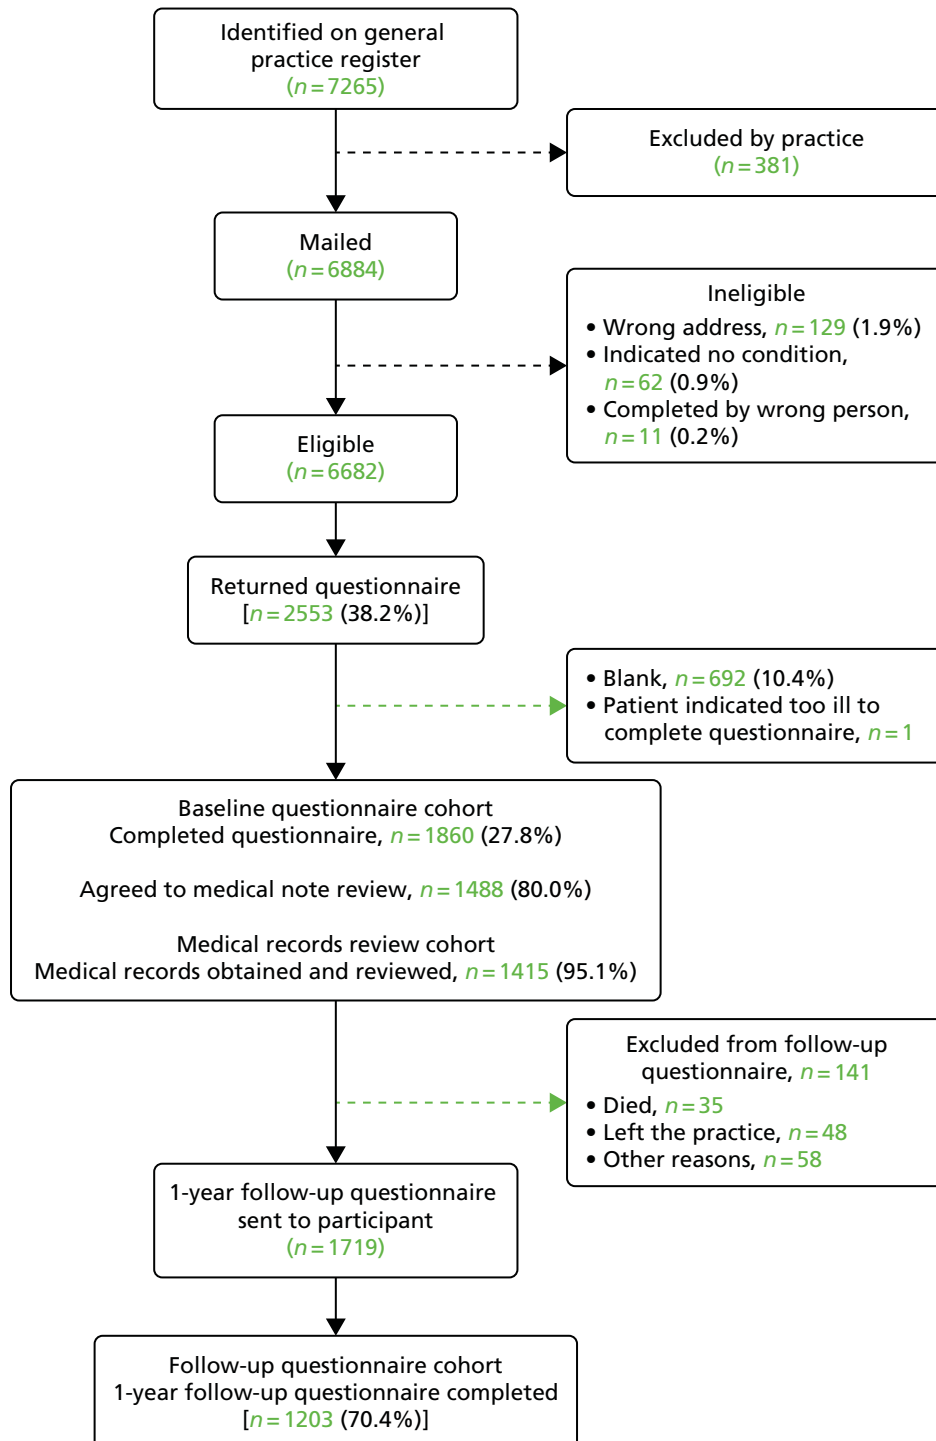 Identified on general
practice register
(n=7265)
Excluded by practice
(n=381)
Mailed
(n=6884)
Ineligible
• Wrong address, n=129 (1.9%)
• Indicated no condition,
n=62 (0.9%)
• Completed by wrong person,
n=11 (0.2%)
Eligible
(n=6682)
Returned questionnaire
[n=2553 (38.2%)]
• Blank, n=692 (10.4%)
• Patient indicated too ill to
complete questionnaire, n=1
Baseline questionnaire cohort
Completed questionnaire, n=1860 (27.8%)
Agreed to medical note review, n=1488 (80.0%)
Medical records review cohort
Medical records obtained and reviewed, n=1415 (95.1%)
Excluded from follow-up
questionnaire, n=141
• Died, n=35
• Left the practice, n=48
• Other reasons, n=58
1-year follow-up questionnaire
sent to participant
(n=1719)
Follow-up questionnaire cohort
1-year follow-up questionnaire completed
[n=1203 (70.4%)]